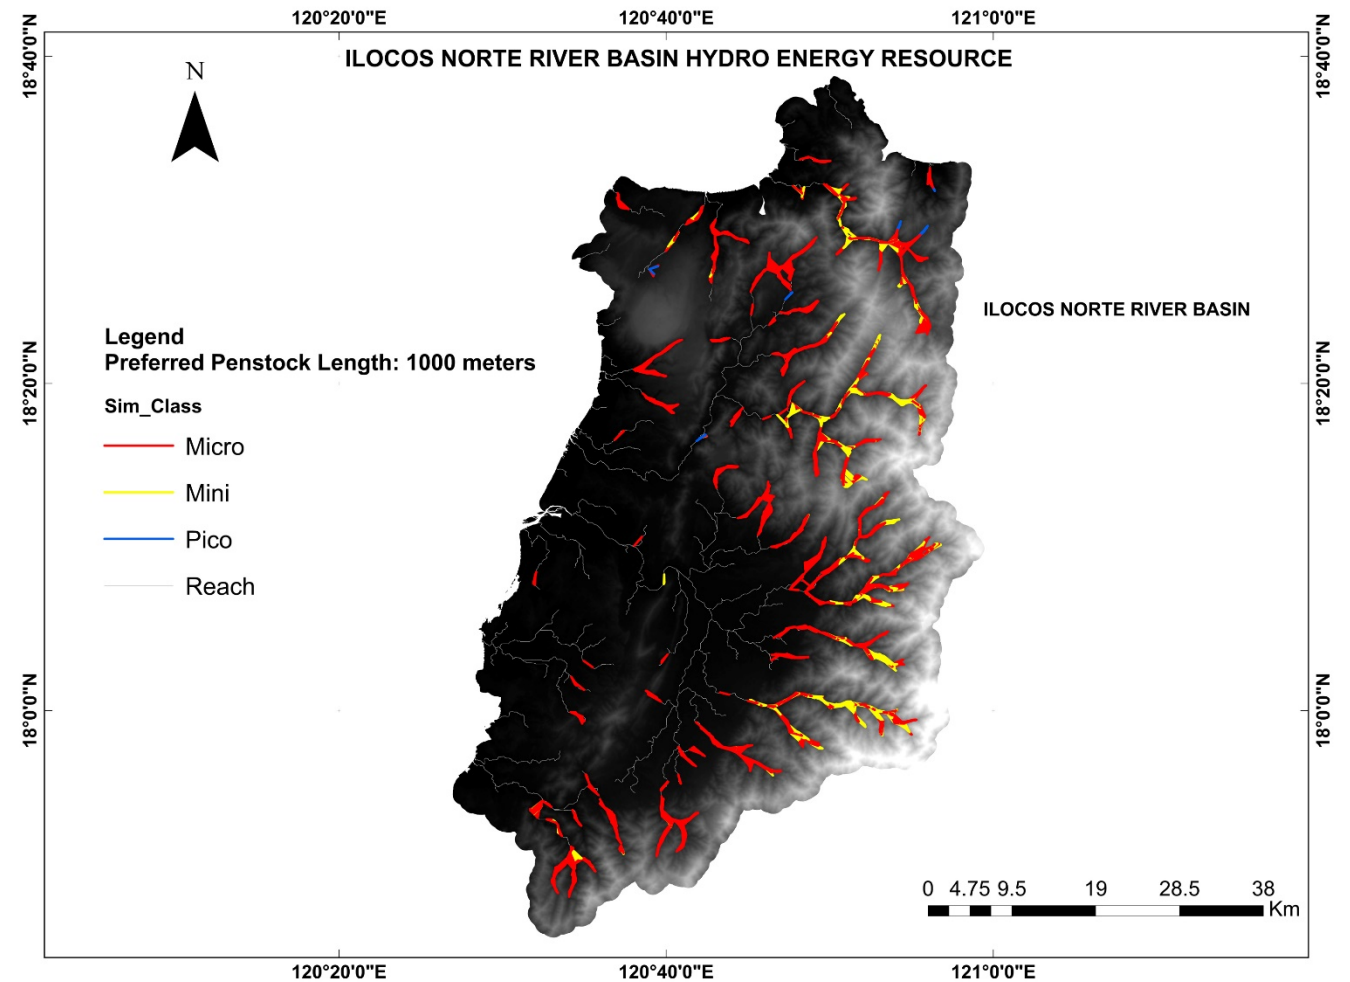 120°20'0"E 120°40'0"E 121°0'0"E
ILOCOS NORTE RIVER BASIN HYDRO ENERGY RESOURCE
18°40'0"N 18°40'0"N
N
ILOCOS NORTE RIVER BASIN
Legend
Preferred Penstock Length: 1000 meters
18°20'0"N 18°20'0"N
Sim_Class
Micro
Mini
Pico
Reach
18°0'0"N 18°0'0"N
0 4.75 9.5 19 28.5 38
Km
120°20'0"E 120°40'0"E 121°0'0"E